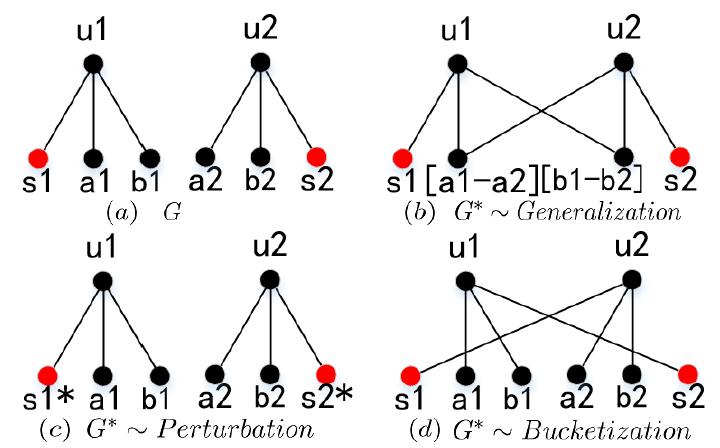 u1 u2 u1 u2
s1 a1 b1 a2 b2 s2 s1 [a1-a2] [b1-b2] s2
(a) G (b) G* ~ Generalization
u1 u2 u1 u2
s1* a1 b1 a2 b2 s2* s1 a1 b1 a2 b2 s2
(c) G* ~ Perturbation (d) G* ~ Bucketization